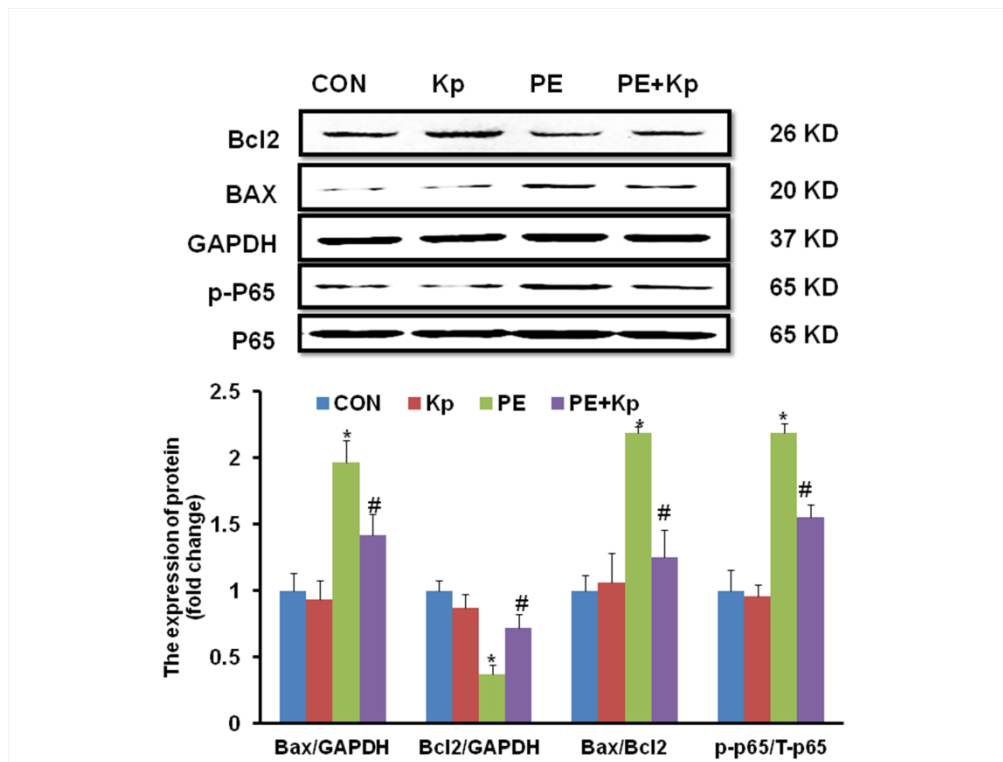 CON Kp PE PE+Kp
Bcl2 26 KD
BAX 20 KD
GAPDH 37 KD
p-P65 65 KD
P65 65 KD
2.5
CON Kp PE PE+Kp
*
*
*
2
#
#
#
1.5
#
1
*
0.5
0
The expression of protein
(fold change)
Bax/GAPDH Bcl2/GAPDH Bax/Bcl2 p-p65/T-p65